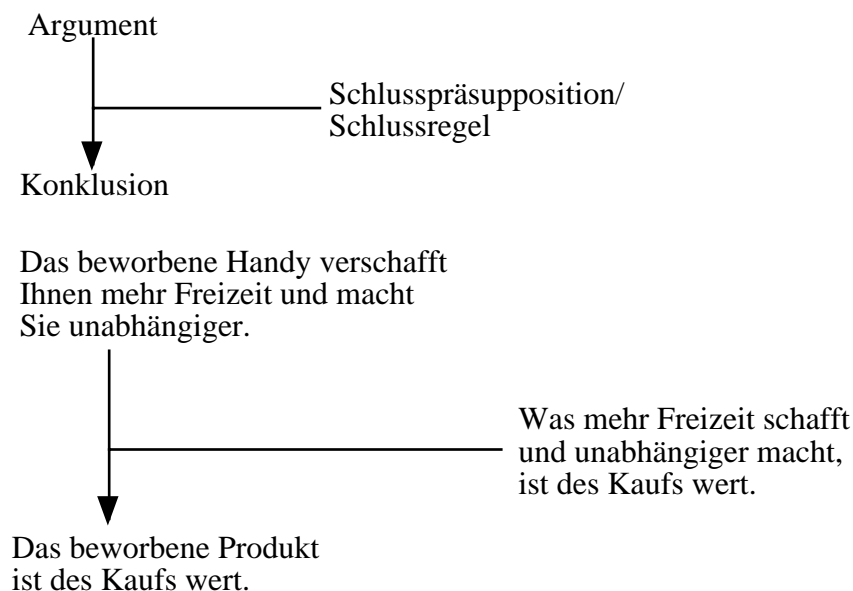 Argument
Schlusspräsupposition/
Schlussregel
Konklusion
Das beworbene Handy verschafft
Ihnen mehr Freizeit und macht
Sie unabhängiger.
Was mehr Freizeit schafft
und unabhängiger macht,
ist des Kaufs wert.
Das beworbene Produkt
ist des Kaufs wert.